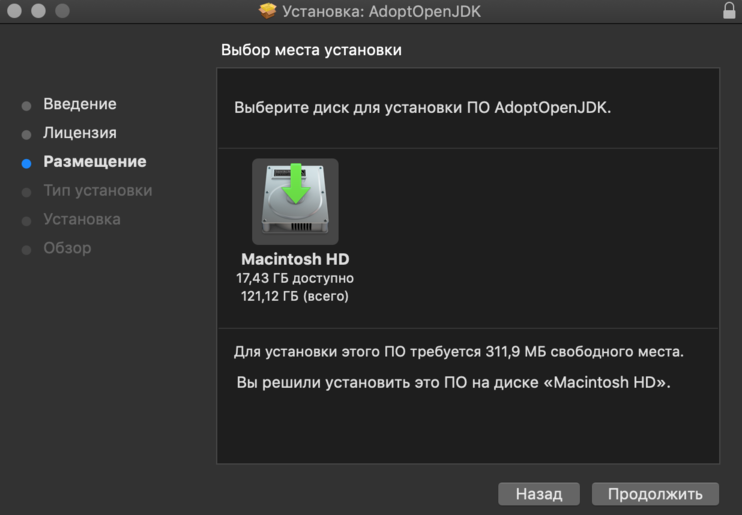 Установка: AdoptOpenJDK
Выбор места установки
Введение
Лицензия
Размещение
Тип установки
Установка
Обзор
Выберите диск для установки ПО AdoptOpenJDK.
Macintosh HD
17,43 ГБ доступно
121,12 ГБ (всего)
Для установки этого ПО требуется 311,9 МБ свободного места.
Вы решили установить это ПО на диске «Macintosh HD».
Назад
Продолжить